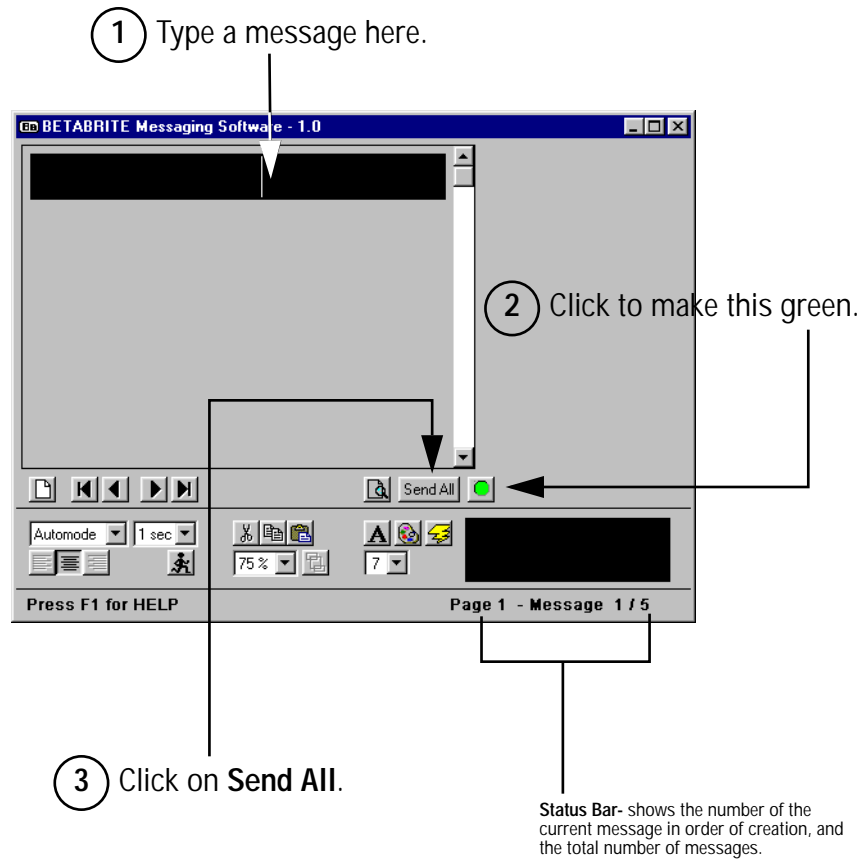 1 Type a message here.
EB BETABRITE Messaging Software - 1.0
2 Click to make this green.
Send All
Automode 1 sec
A
75 % 7
Press F1 for HELP Page 1 - Message 1 / 5
3 Click on Send All.
Status Bar- shows the number of the
current message in order of creation, and
the total number of messages.